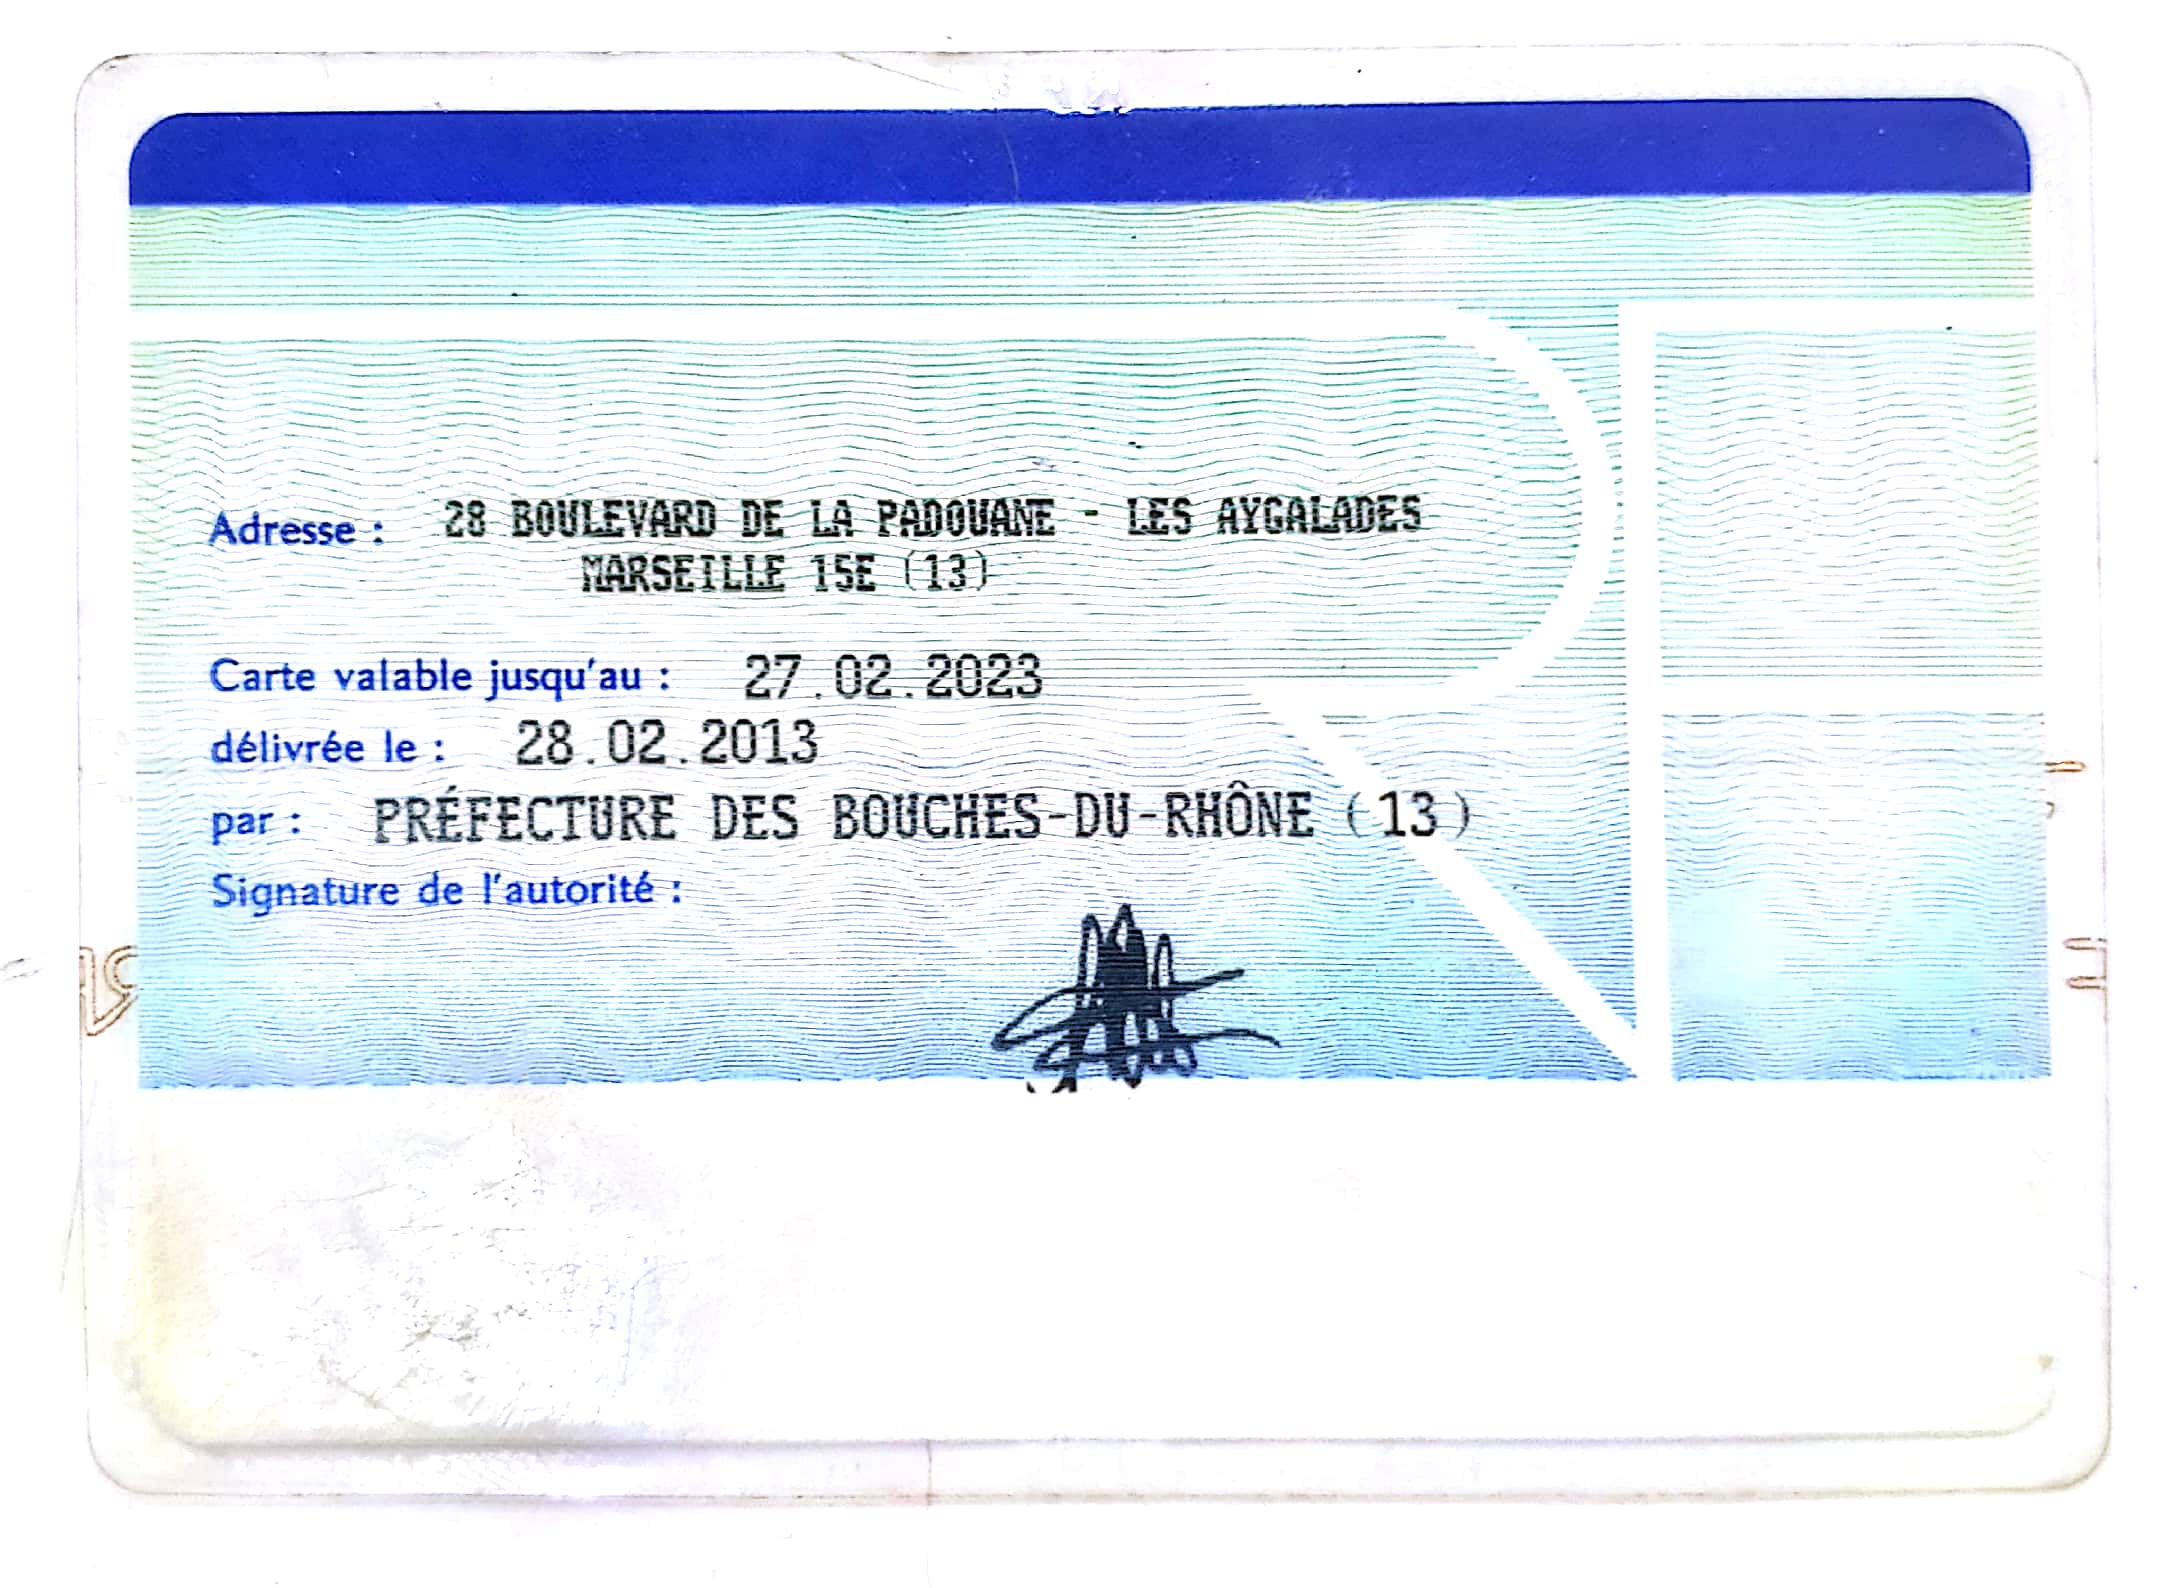 Adresse : 28 BOULEVARD DE LA PADOUANE - LES AYGALADES
MARSEILLE 15E (13)
Carte valable jusqu'au : 27.02.2023
délivrée le : 28.02.2013
par : PRÉFECTURE DES BOUCHES-DU-RHÔNE (13)
Signature de l'autorité :